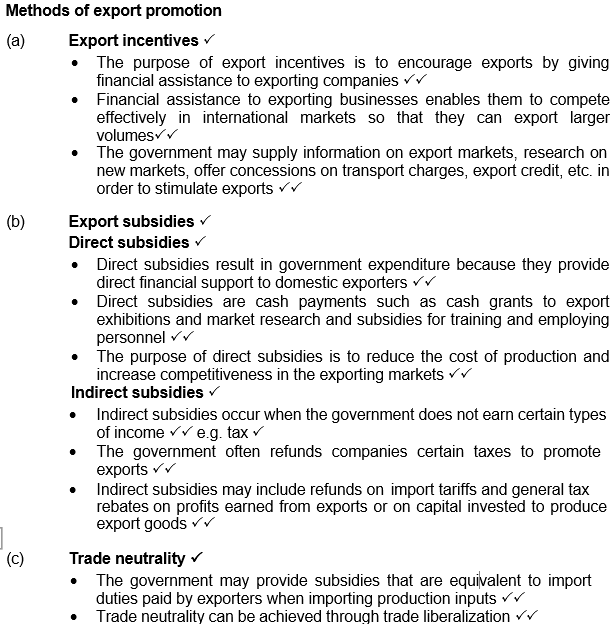 Methods of export promotion
(a) Export incentives ✓
• The purpose of export incentives is to encourage exports by giving
financial assistance to exporting companies ✓✓
• Financial assistance to exporting businesses enables them to compete
effectively in international markets so that they can export larger
volumes✓✓
• The government may supply information on export markets, research on
new markets, offer concessions on transport charges, export credit, etc. in
order to stimulate exports ✓✓
(b) Export subsidies ✓
Direct subsidies ✓
• Direct subsidies result in government expenditure because they provide
direct financial support to domestic exporters ✓✓
• Direct subsidies are cash payments such as cash grants to export
exhibitions and market research and subsidies for training and employing
personnel ✓✓
• The purpose of direct subsidies is to reduce the cost of production and
increase competitiveness in the exporting markets ✓✓
Indirect subsidies ✓
• Indirect subsidies occur when the government does not earn certain types
of income ✓✓ e.g. tax ✓
• The government often refunds companies certain taxes to promote
exports ✓✓
• Indirect subsidies may include refunds on import tariffs and general tax
rebates on profits earned from exports or on capital invested to produce
export goods ✓✓
(c) Trade neutrality ✓
• The government may provide subsidies that are equivalent to import
duties paid by exporters when importing production inputs ✓✓
• Trade neutrality can be achieved through trade liberalization ✓✓